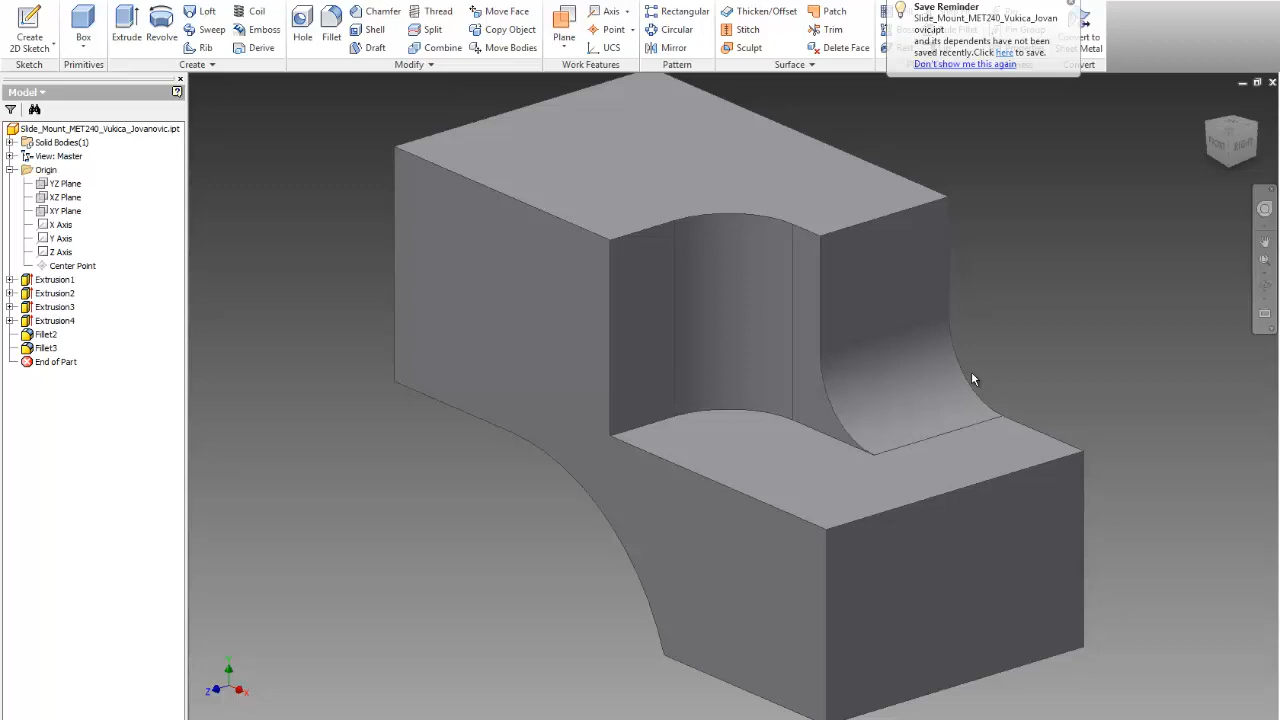 Create
2D Sketch
Sketch
Box
Primitives
Extrude
Revolve
Loft
Sweep
Rib
Coil
Emboss
Derive
Create
Hole
Fillet
Chamfer
Shell
Draft
Thread
Split
Combine
Move Face
Copy Object
Move Bodies
Modify
Plane
Axis
Point
UCS
Work Features
Rectangular
Circular
Mirror
Pattern
Thicken/Offset
Stitch
Sculpt
Patch
Trim
Delete Face
Surface
Save Reminder
Slide_Mount_MET240_Vukica_Jovan
ovic.ipt
and its dependents have not been
saved recently.Click here to save.
Don't show me this again
Convert to
Sheet Metal
Convert
Model
Slide_Mount_MET240_Vukica_Jovanovic.ipt
Solid Bodies(1)
View: Master
Origin
YZ Plane
XZ Plane
XY Plane
X Axis
Y Axis
Z Axis
Center Point
Extrusion1
Extrusion2
Extrusion3
Extrusion4
Fillet2
Fillet3
End of Part
FRONT
RIGHT
Y
Z
X